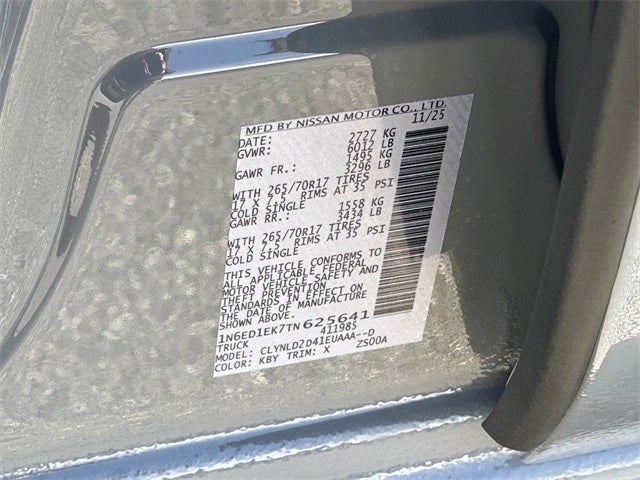 MFD BY NISSAN MOTOR CO., LTD.
DATE: 11/25
GVWR: 2727 KG
6012 LB
GAWR FR.: 1495 KG
3296 LB
WITH 265/70R17 TIRES
17 X 7.5 RIMS AT 35 PSI
COLD SINGLE
GAWR RR.: 1558 KG
3434 LB
WITH 265/70R17 TIRES
17 X 7.5 RIMS AT 35 PSI
COLD SINGLE
THIS VEHICLE CONFORMS TO
ALL APPLICABLE FEDERAL
MOTOR VEHICLE SAFETY AND
THEFT PREVENTION
STANDARDS IN EFFECT ON
THE DATE OF MANUFACTURE
SHOWN ABOVE.
1N6ED1EK7TN625641
TRUCK 411985
MODEL: CLYNLD2D41EUAAA--D
COLOR: KBY TRIM: X ZS00A